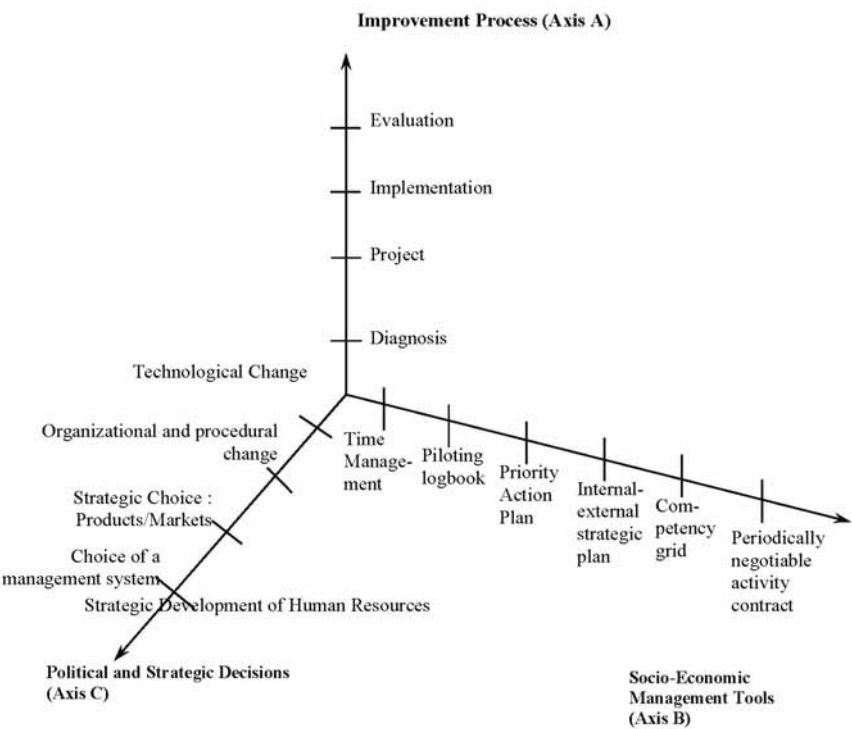 Improvement Process (Axis A)
Evaluation
Implementation
Project
Diagnosis
Technological Change
Organizational and procedural
change
Strategic Choice :
Products/Markets
Choice of a
management system
Strategic Development of Human Resources
Political and Strategic Decisions
(Axis C)
Time
Manage-
ment
Piloting
logbook
Priority
Action
Plan
Internal-
external
strategic
plan
Com-
petency
grid
Periodically
negotiable
activity
contract
Socio-Economic
Management Tools
(Axis B)